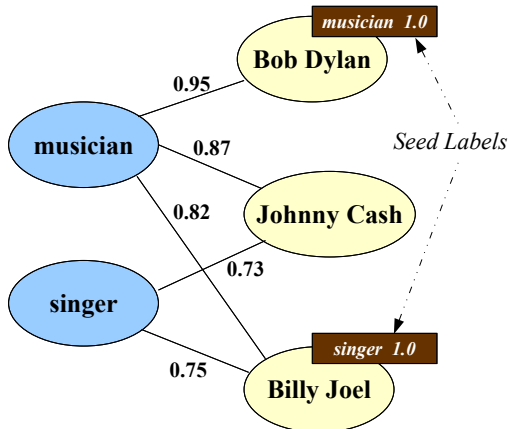 musician 1.0
Bob Dylan
0.95
musician
0.87
Seed Labels
0.82
Johnny Cash
0.73
singer
singer 1.0
0.75
Billy Joel